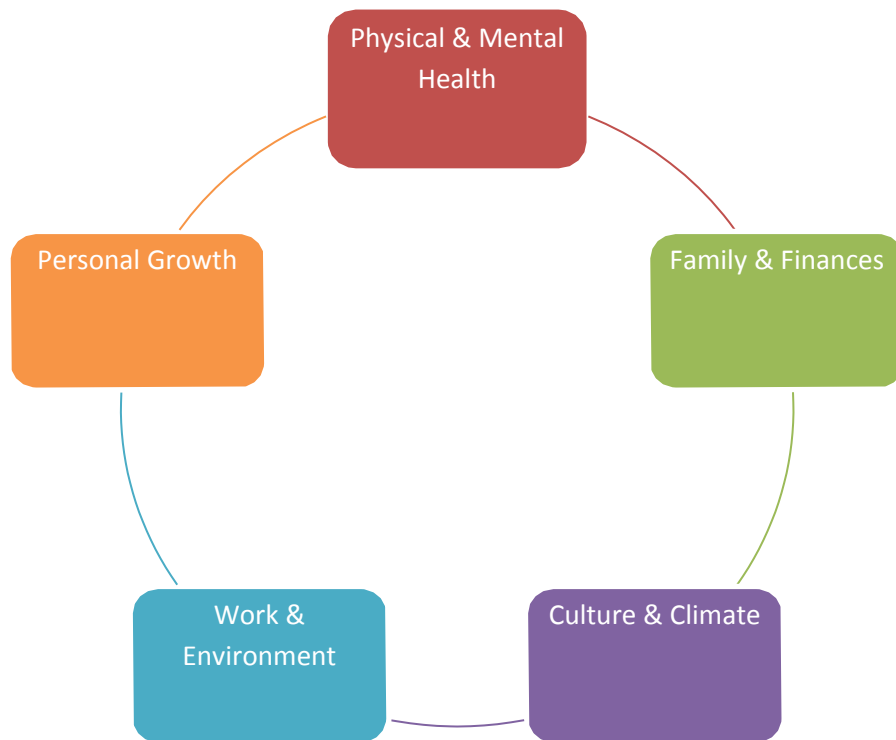 Physical & Mental
Health
Personal Growth
Family & Finances
Work &
Environment
Culture & Climate